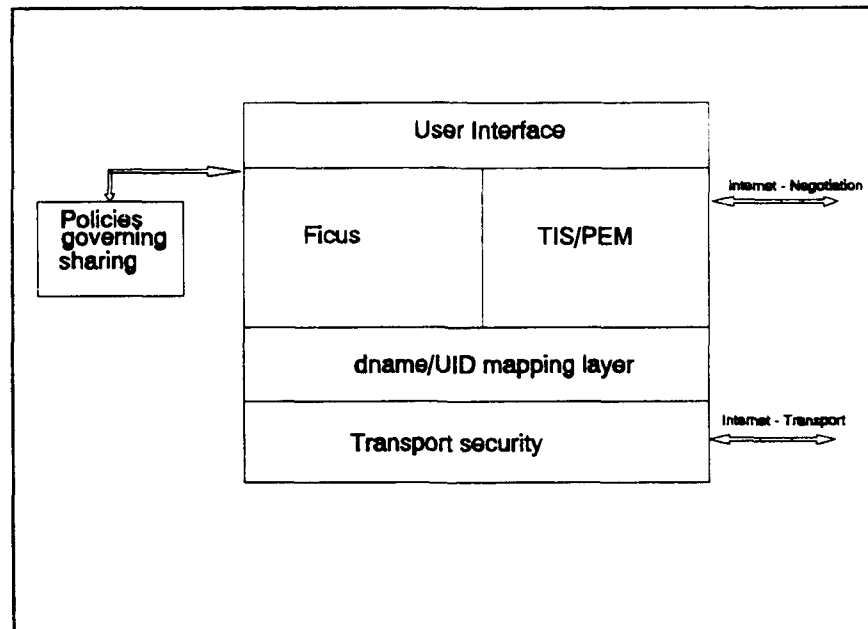 User Interface
Internet - Negotiation
Policies
governing
sharing
Ficus
TIS/PEM
dname/UID mapping layer
Internet - Transport
Transport security